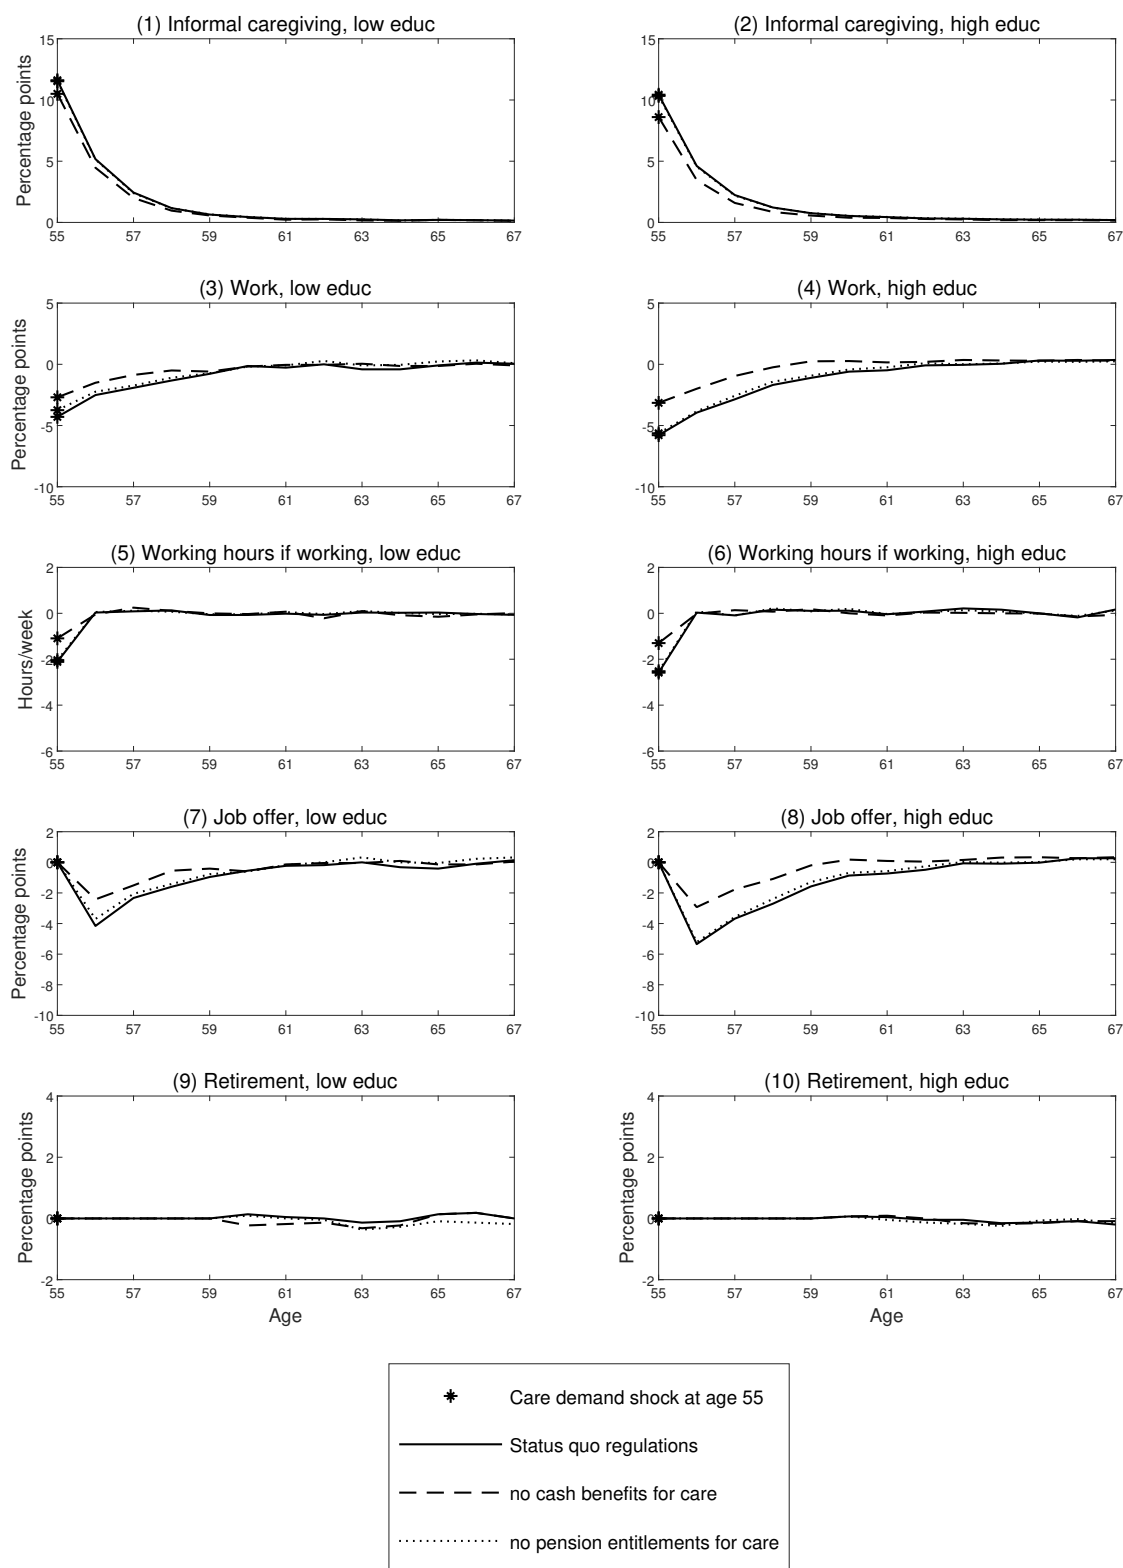 (1) Informal caregiving, low educ
Percentage points
15
10
5
0
55 57 59 61 63 65 67
(2) Informal caregiving, high educ
15
10
5
0
55 57 59 61 63 65 67
(3) Work, low educ
Percentage points
5
0
-5
-10
55 57 59 61 63 65 67
(4) Work, high educ
5
0
-5
-10
55 57 59 61 63 65 67
(5) Working hours if working, low educ
Hours/week
2
0
-2
-4
-6
55 57 59 61 63 65 67
(6) Working hours if working, high educ
2
0
-2
-4
-6
55 57 59 61 63 65 67
(7) Job offer, low educ
Percentage points
2
0
-2
-4
-6
-8
-10
55 57 59 61 63 65 67
(8) Job offer, high educ
2
0
-2
-4
-6
-8
-10
55 57 59 61 63 65 67
(9) Retirement, low educ
Percentage points
4
2
0
-2
55 57 59 61 63 65 67
Age
(10) Retirement, high educ
Percentage points
4
2
0
-2
55 57 59 61 63 65 67
Age
Care demand shock at age 55
Status quo regulations
no cash benefits for care
no pension entitlements for care